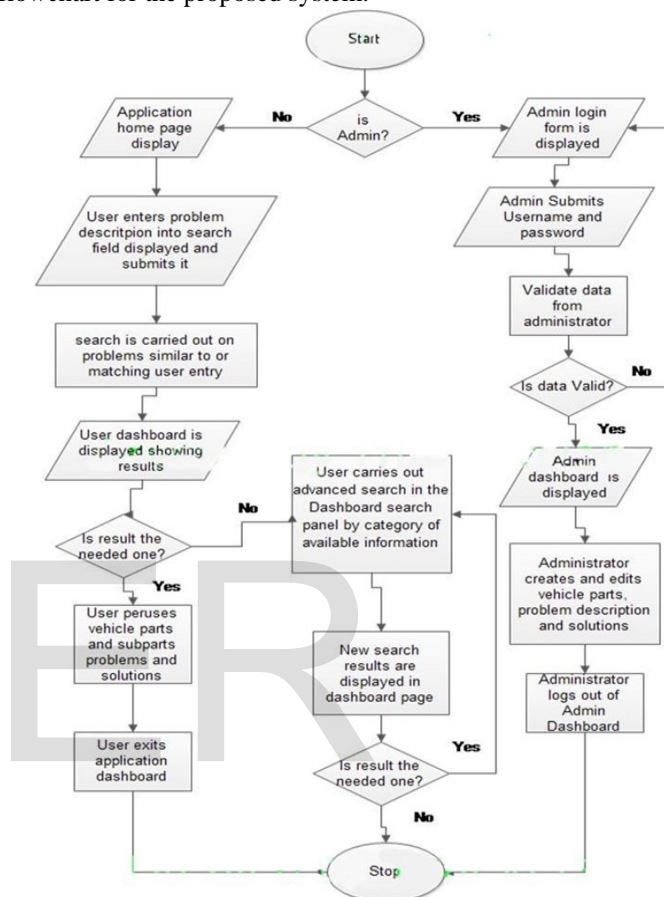 flowchart for the proposed system.
Start
is
Admin?
No
Yes
Application
home page
display
Admin login
form is
displayed
User enters problem
descritpion into search
field displayed and
submits it
Admin Submits
Username and
password
search is carried out on
problems similar to or
matching user entry
Validate data
from
administrator
Is data Valid?
No
Yes
User dashboard is
displayed showing
results
Admin
dashboard is
displayed
Is result the
needed one?
No
Yes
User carries out
advanced search in the
Dashboard search
panel by category of
available information
Administrator
creates and edits
vehicle parts,
problem description
and solutions
User peruses
vehicle parts
and subparts
problems and
solutions
New search
results are
displayed in
dashboard page
Administrator
logs out of
Admin
Dashboard
User exits
application
dashboard
Is result the
needed one?
Yes
No
Stop
ER